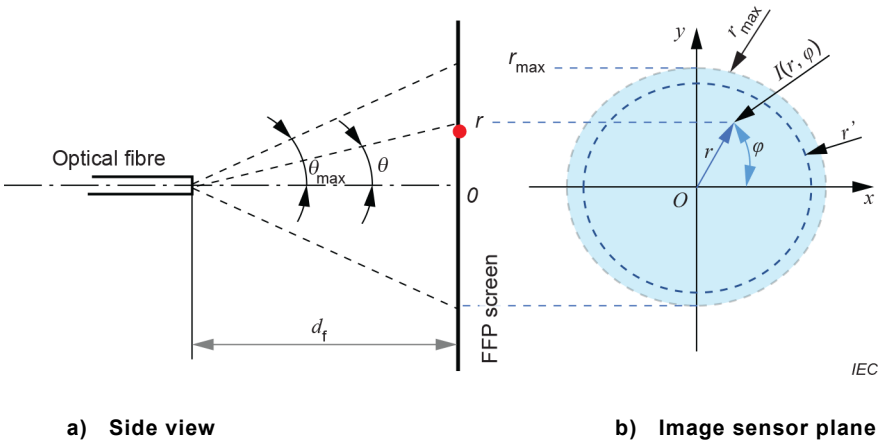 Optical fibre
θmax
θ
r
0
df
FFP screen
rmax
y
rmax
I(r, φ)
r'
r
φ
O
x
IEC
a) Side view
b) Image sensor plane